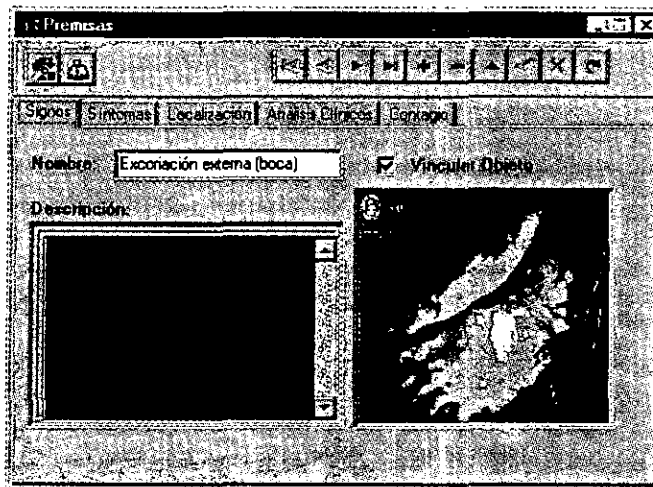 Premisas
Signos Síntomas Localización Análisis Clínicos Contagio
Nombre: Excoriación externa (boca) Vincular Objeto
Descripción: